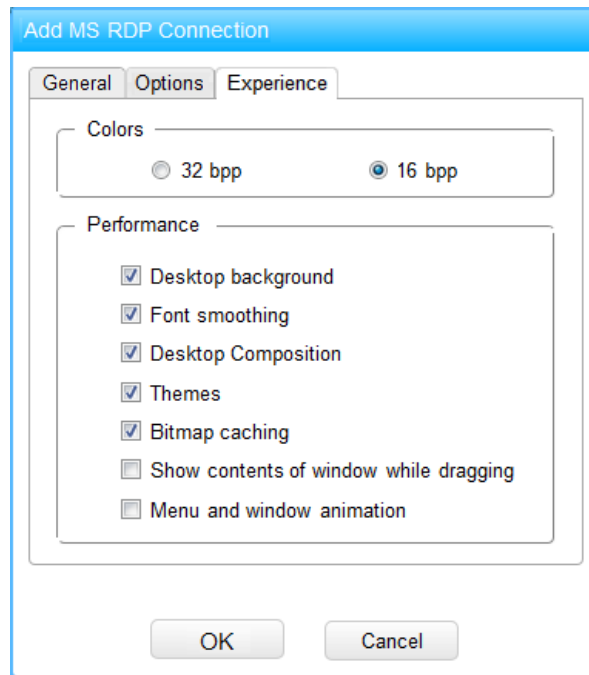 Add MS RDP Connection
General Options Experience
Colors
32 bpp 16 bpp
Performance
Desktop background
Font smoothing
Desktop Composition
Themes
Bitmap caching
Show contents of window while dragging
Menu and window animation
OK Cancel